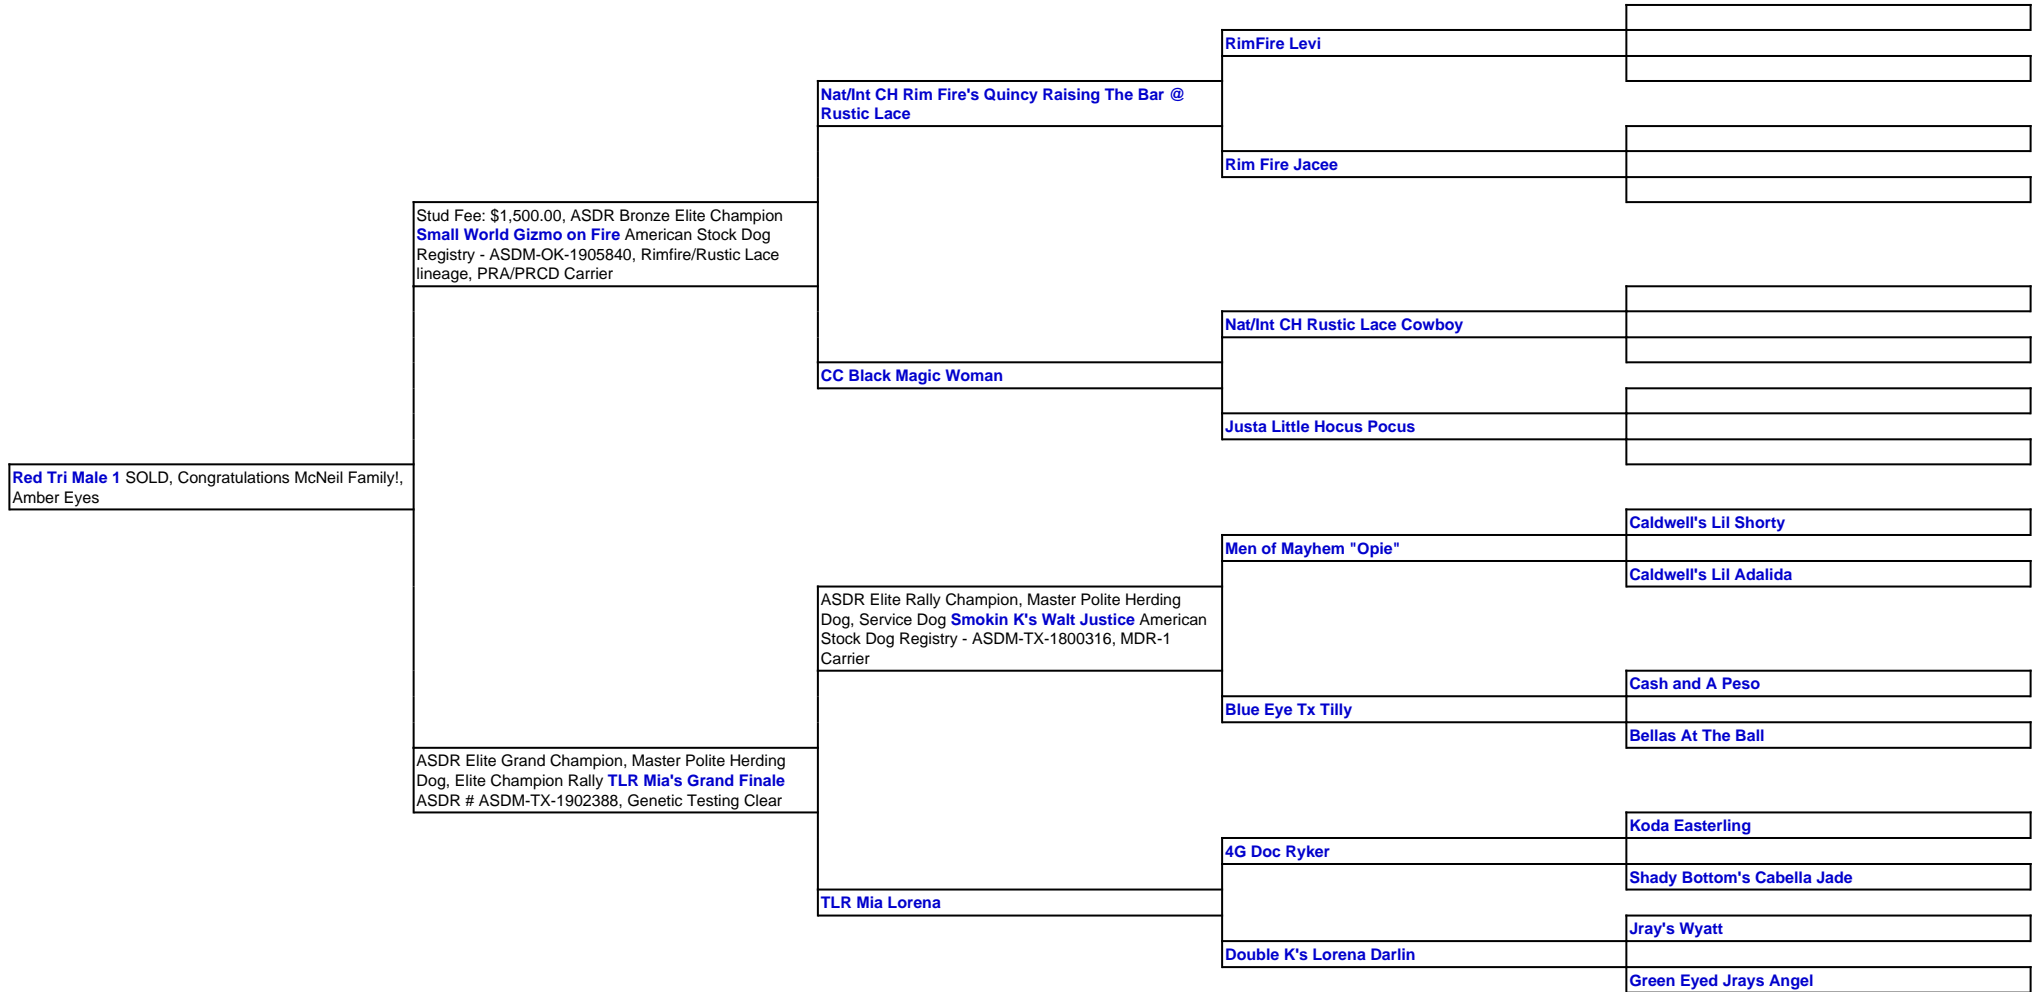 RimFire Levi
Nat/Int CH Rim Fire's Quincy Raising The Bar @
Rustic Lace
Rim Fire Jacee
Stud Fee: $1,500.00, ASDR Bronze Elite Champion
Small World Gizmo on Fire American Stock Dog
Registry - ASDM-OK-1905840, Rimfire/Rustic Lace
lineage, PRA/PRCD Carrier
Nat/Int CH Rustic Lace Cowboy
CC Black Magic Woman
Justa Little Hocus Pocus
Red Tri Male 1 SOLD, Congratulations McNeil Family!,
Amber Eyes
Caldwell's Lil Shorty
Men of Mayhem "Opie"
Caldwell's Lil Adalida
ASDR Elite Rally Champion, Master Polite Herding
Dog, Service Dog Smokin K's Walt Justice American
Stock Dog Registry - ASDM-TX-1800316, MDR-1
Carrier
Cash and A Peso
Blue Eye Tx Tilly
Bellas At The Ball
ASDR Elite Grand Champion, Master Polite Herding
Dog, Elite Champion Rally TLR Mia's Grand Finale
ASDR # ASDM-TX-1902388, Genetic Testing Clear
Koda Easterling
4G Doc Ryker
Shady Bottom's Cabella Jade
TLR Mia Lorena
Jray's Wyatt
Double K's Lorena Darlin
Green Eyed Jrays Angel